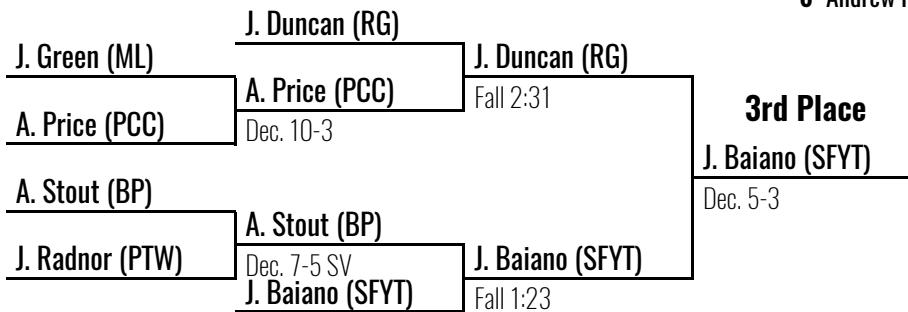 Andrew
J. Duncan (RG)
J. Green (ML)
J. Duncan (RG)
A. Price (PCC)
Fall 2:31
3rd Place
A. Price (PCC)
Dec. 10-3
J. Baiano (SFYT)
A. Stout (BP)
Dec. 5-3
A. Stout (BP)
J. Radnor (PTW)
Dec. 7-5 SV
J. Baiano (SFYT)
J. Baiano (SFYT)
Fall 1:23